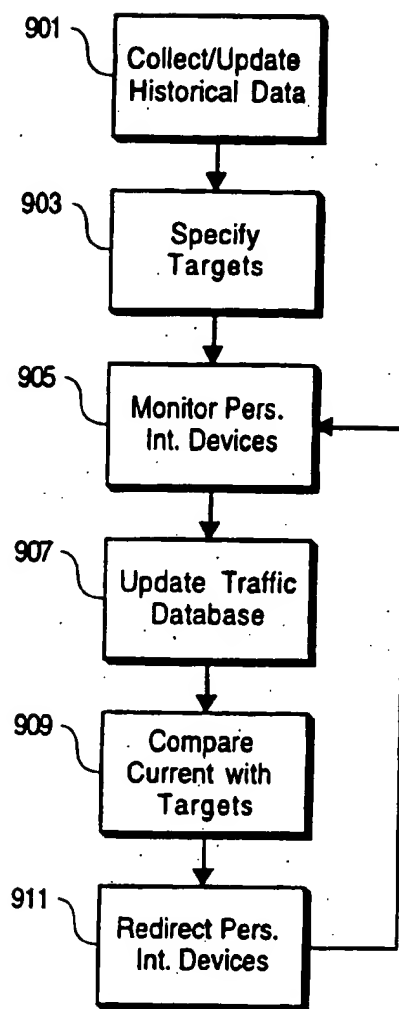 901
Collect/Update
Historical Data
903
Specify
Targets
905
Monitor Pers.
Int. Devices
907
Update Traffic
Database
909
Compare
Current with
Targets
911
Redirect Pers.
Int. Devices